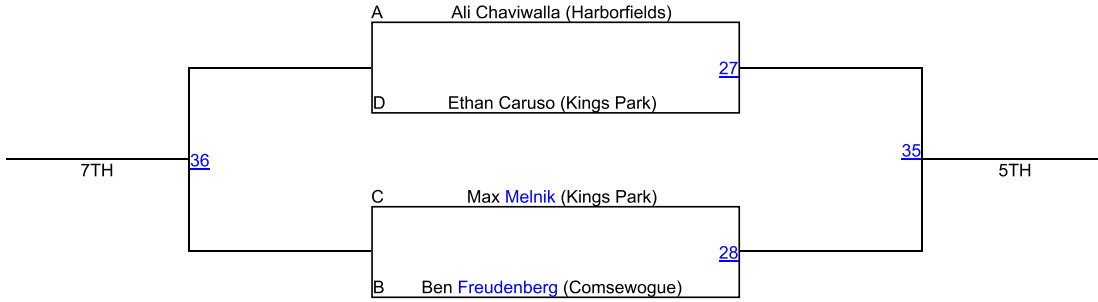 A Ali Chaviwalla (Harborfields)
27
D Ethan Caruso (Kings Park)
36
35
7TH
5TH
C Max Melnik (Kings Park)
28
B Ben Freudenberg (Comsewogue)